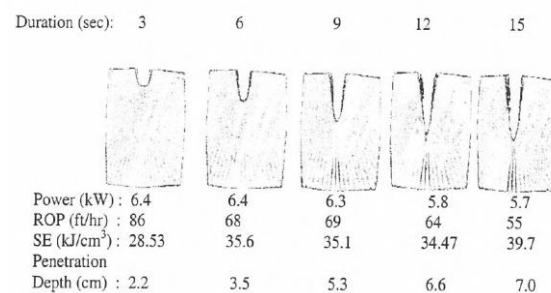 Duration (sec): 3 6 9 12 15
Power (kW) : 6.4 6.4 6.3 5.8 5.7
ROP (ft/hr) : 86 68 69 64 55
SE (kJ/cm³) : 28.53 35.6 35.1 34.47 39.7
Penetration
Depth (cm) : 2.2 3.5 5.3 6.6 7.0